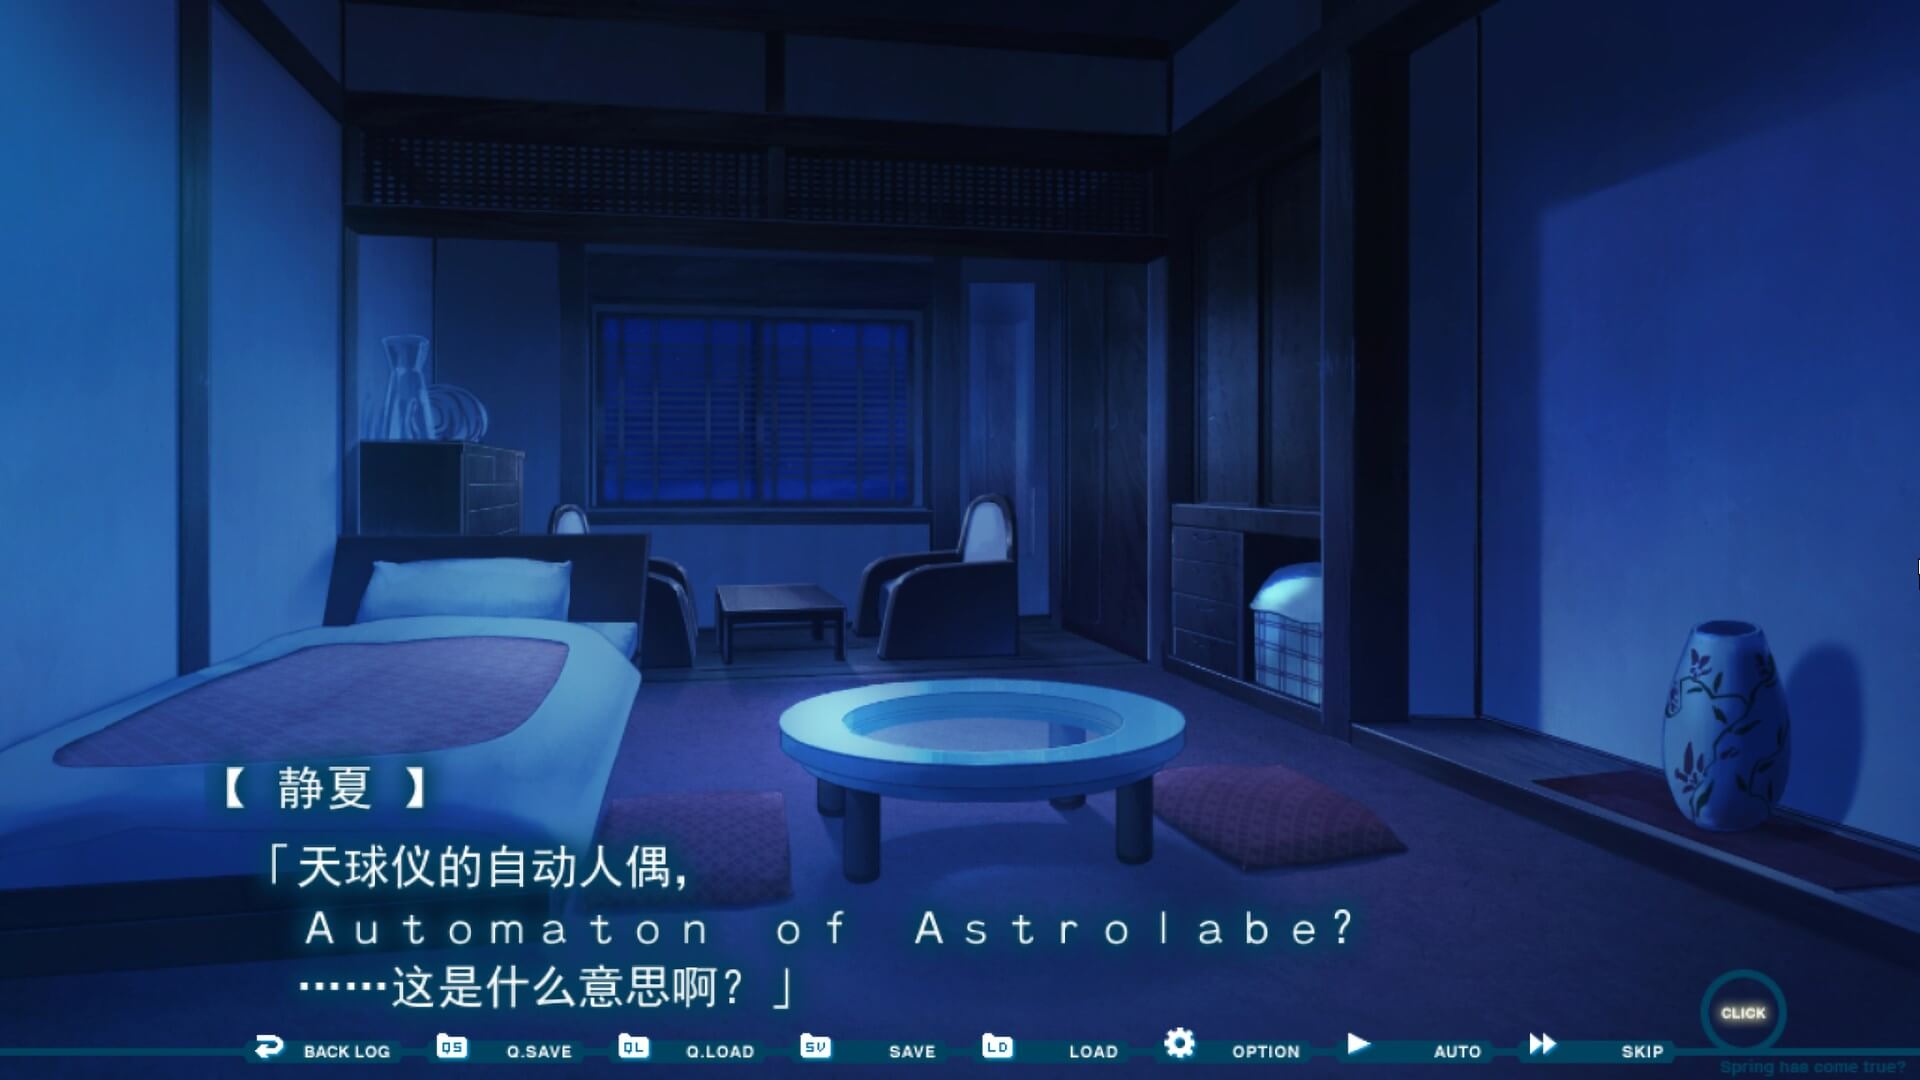 【 静夏 】
「天球仪的自动人偶，
Automaton of Astrolabe?
……这是什么意思啊？」
BACK LOG
QS Q.SAVE
QL Q.LOAD
SV SAVE
LD LOAD
OPTION
AUTO
SKIP
CLICK
Spring has come true?